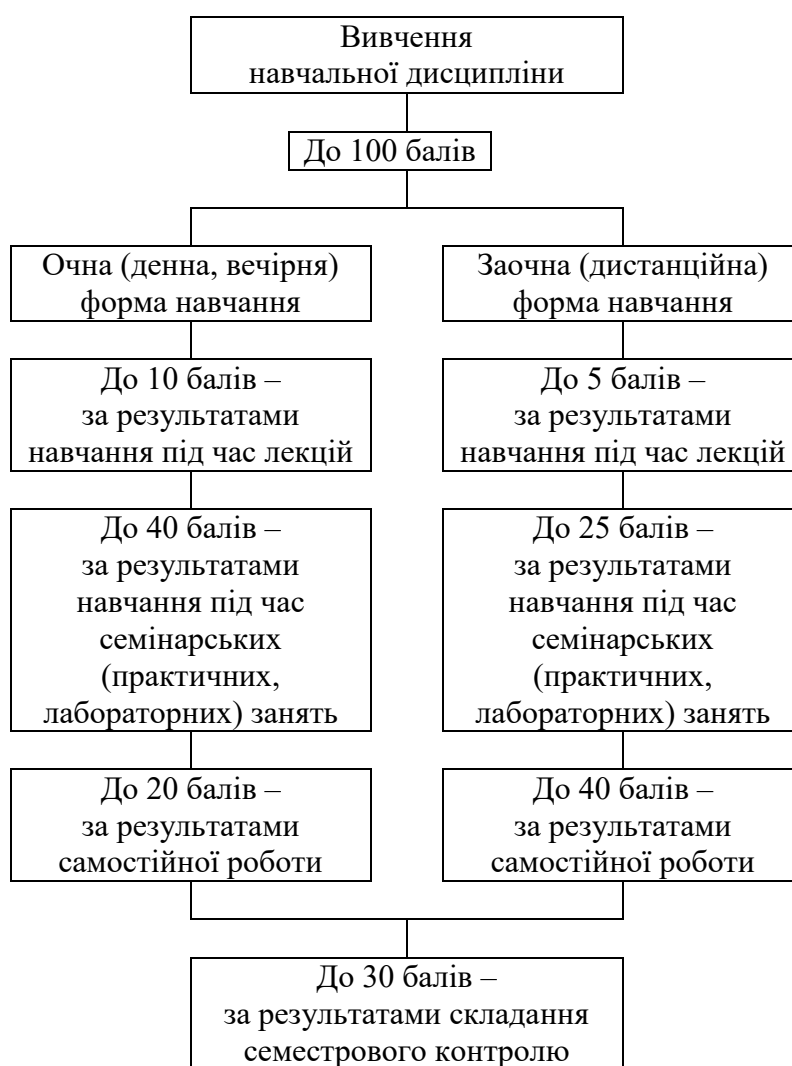 Вивчення
навчальної дисципліни
До 100 балів
Очна (денна, вечірня)
форма навчання
Заочна (дистанційна)
форма навчання
До 10 балів –
за результатами
навчання під час лекцій
До 5 балів –
за результатами
навчання під час лекцій
До 40 балів –
за результатами
навчання під час
семінарських
(практичних,
лабораторних) занять
До 25 балів –
за результатами
навчання під час
семінарських
(практичних,
лабораторних) занять
До 20 балів –
за результатами
самостійної роботи
До 40 балів –
за результатами
самостійної роботи
До 30 балів –
за результатами складання
семестрового контролю